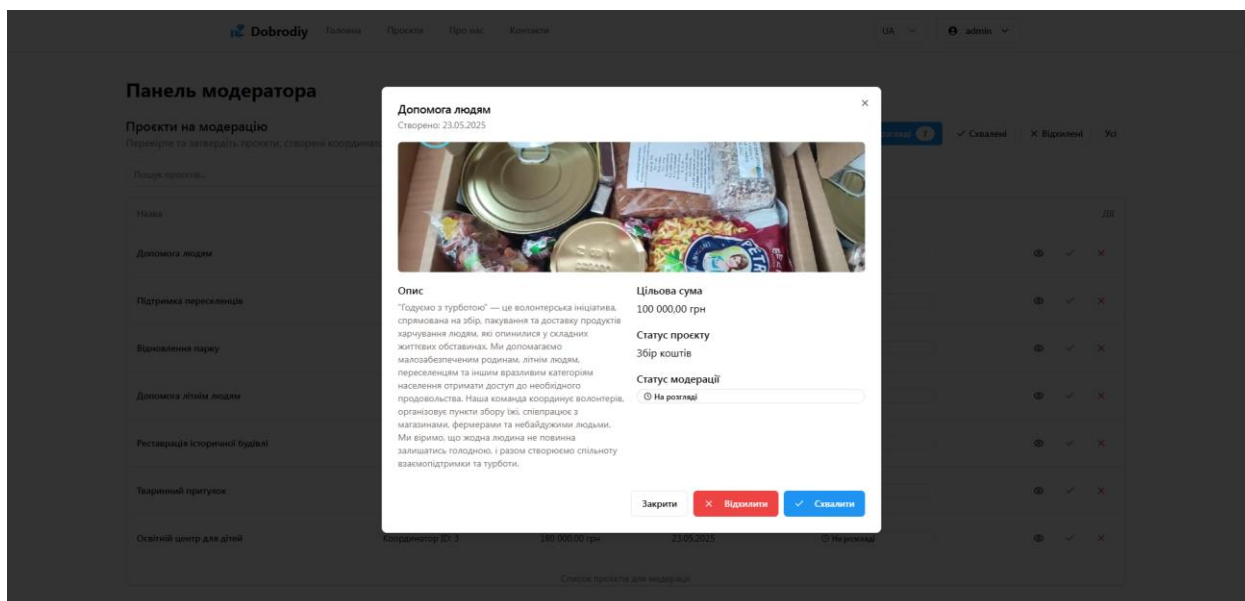 Dobrodiy Головна Проєкти Про нас Контакти UA admin
Панель модератора
Проєкти на модерацію
Перевірте та затвердіть проєкти, створені
7 Схвалені Відхилені Усі
Пошук проєктів...
Назва Дії
Допомога людям
Створено: 23.05.2025
PETRA
Опис
"Годуємо з турботою" — це волонтерська ініціатива,
спрямована на збір, пакування та доставку продуктів
харчування людям, які опинилися у складних
життєвих обставинах. Ми допомагаємо
малозабезпеченим родинам, літнім людям,
переселенцям та іншим вразливим категоріям
населення отримати доступ до необхідного
продовольства. Наша команда координує волонтерів,
організовує пункти збору їжі, співпрацює з
магазинами, фермерами та небайдужими людьми.
Ми віримо, що жодна людина не повинна
залишатись голодною, і разом створюємо спільноту
взаємопідтримки та турботи.
Цільова сума
100 000,00 грн
Статус проєкту
Збір коштів
Статус модерації
На розгляді
Закрити Відхилити Схвалити
Допомога людям
Підтримка переселенців
Відновлення парку
Допомога літнім людям
Реставрація історичної будівлі
Тваринний притулок
Освітній центр для дітей Координатор ID: 3 180 000,00 грн 23.05.2025 На розгляді
Список проєктів для модерації